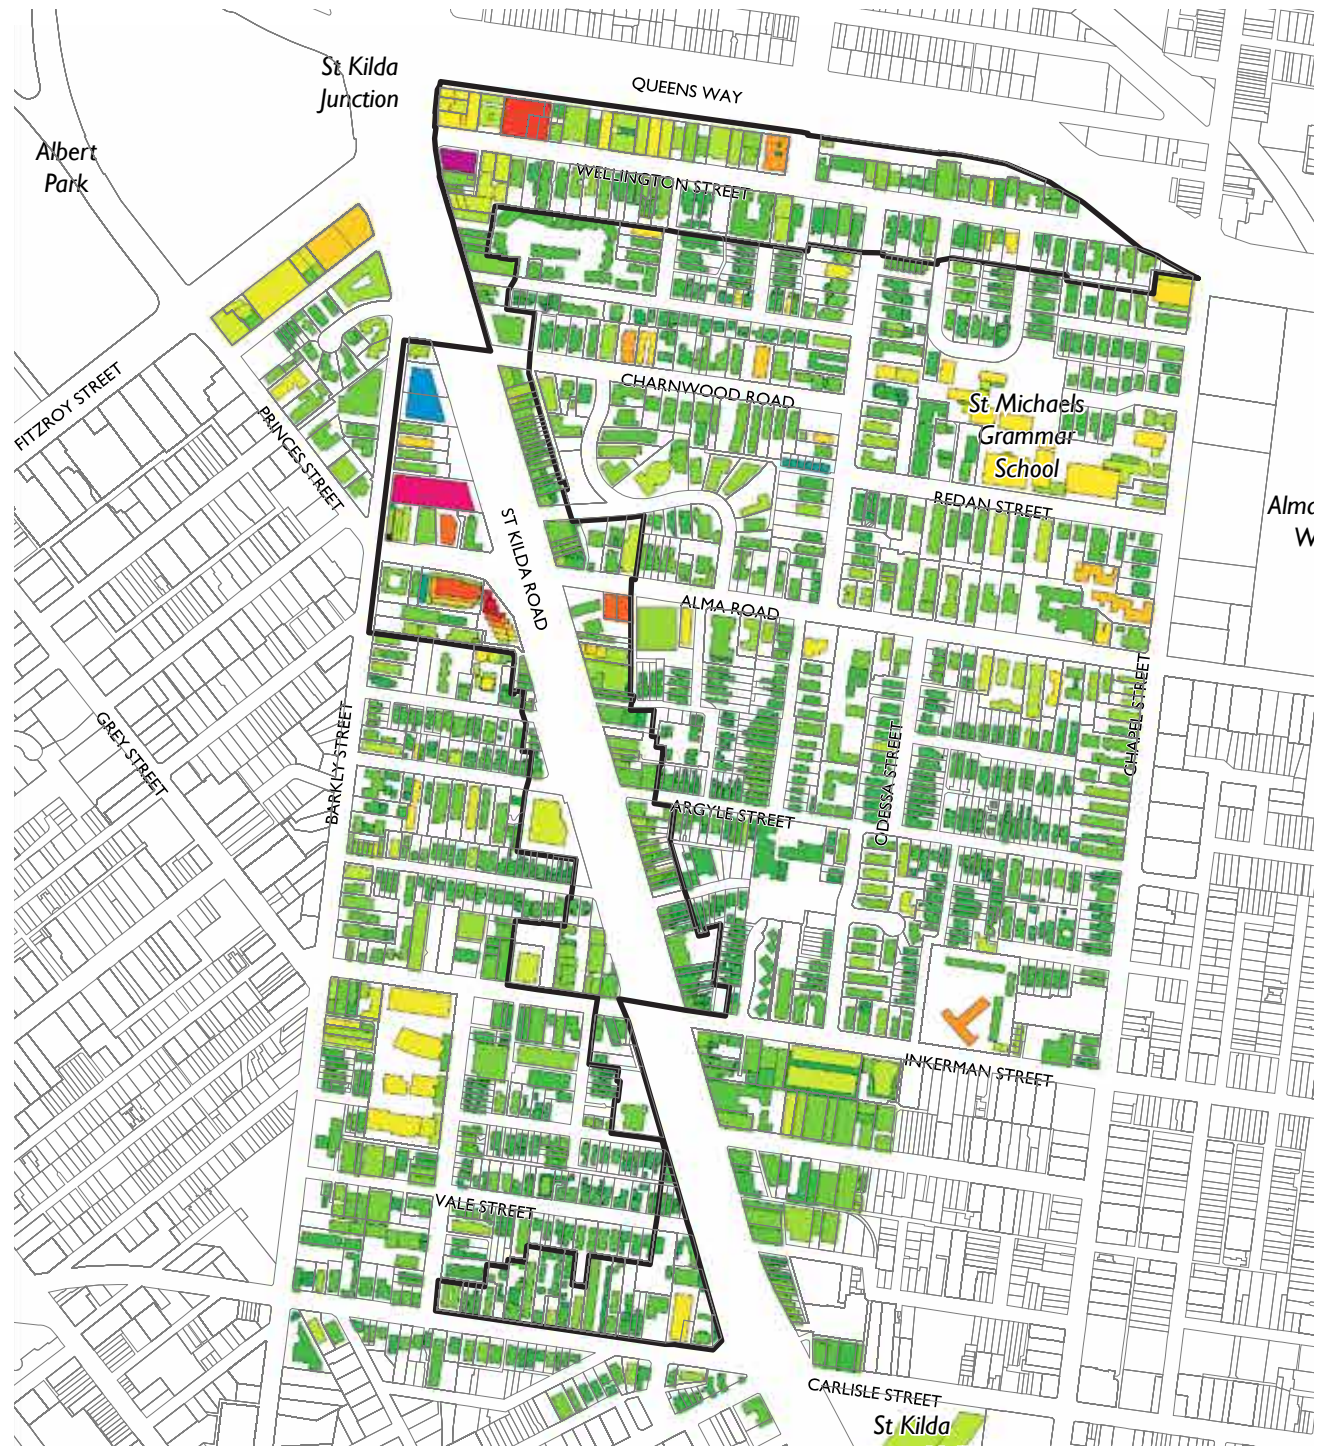 St Kilda
Junction
QUEENS WAY
Albert
Park
WELLINGTON STREET
FITZROY STREET
PRINCES STREET
CHARNWOOD ROAD
St Michaels
Grammar
School
REDAN STREET
Alma
W
ST KILDA ROAD
ALMA ROAD
GREY STREET
BARKLY STREET
CHAPEL STREET
ODESSA STREET
ARGYLE STREET
INKERMAN STREET
VALE STREET
CARLISLE STREET
St Kilda